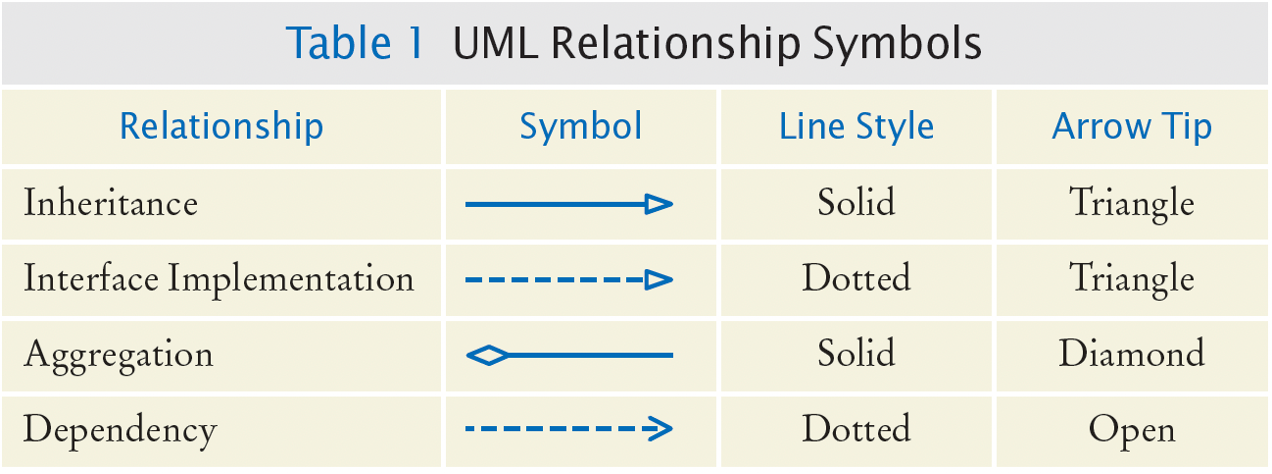 Table 1 UML Relationship Symbols
Relationship Symbol Line Style Arrow Tip
Inheritance Solid Triangle
Interface Implementation Dotted Triangle
Aggregation Solid Diamond
Dependency Dotted Open